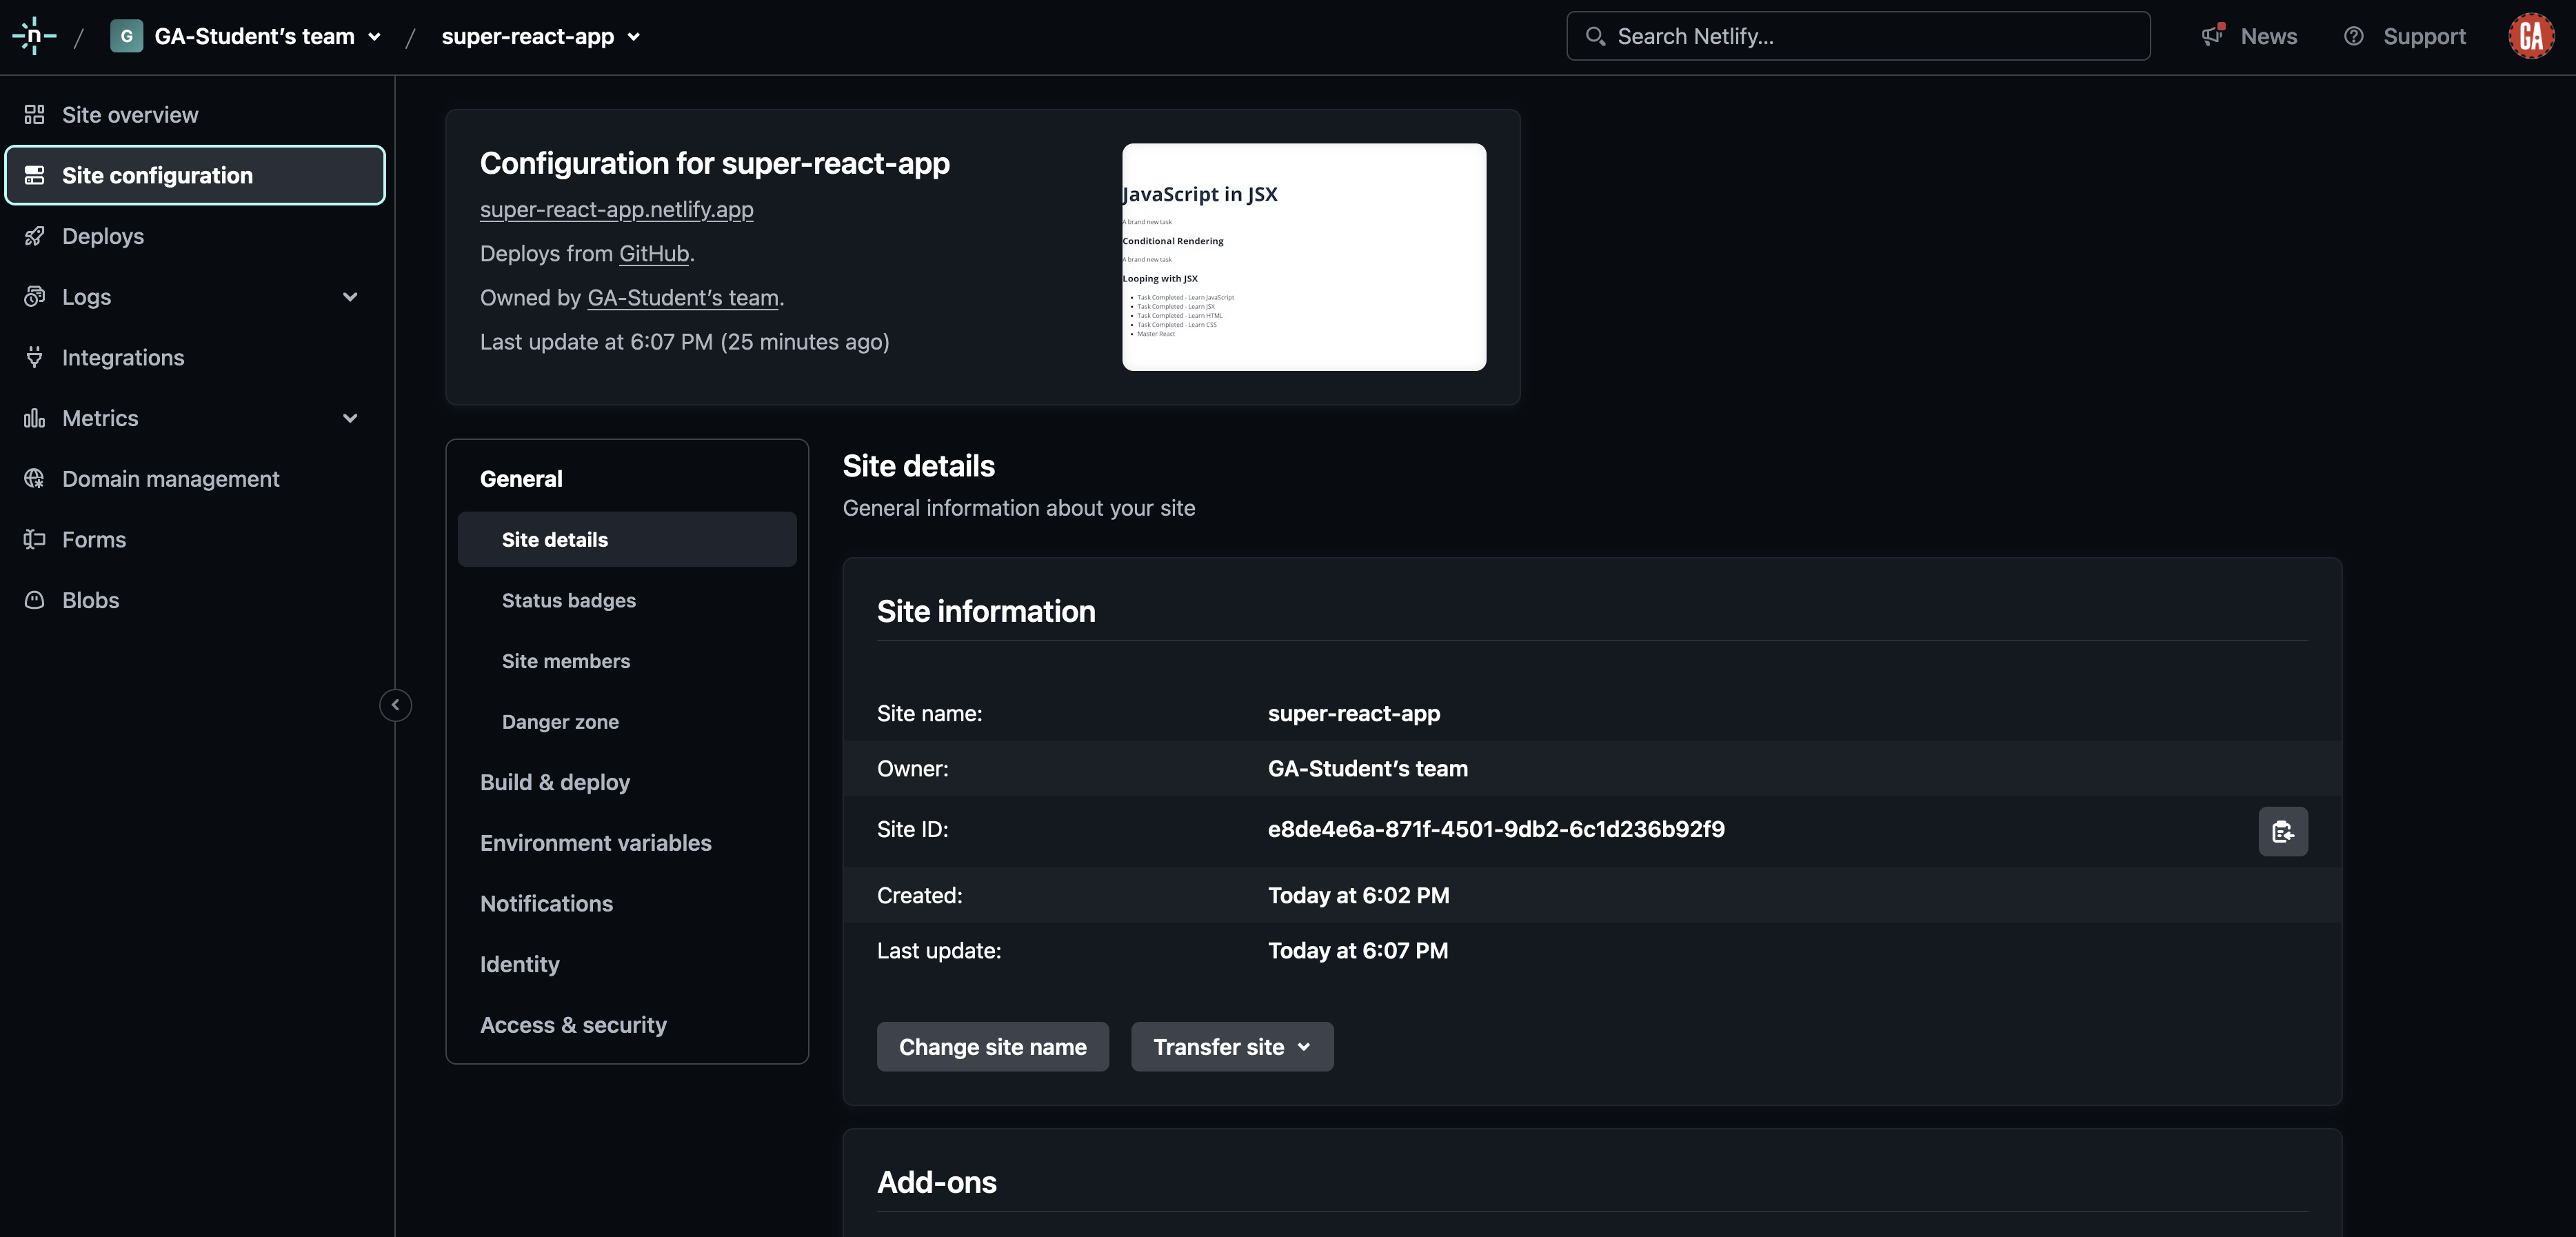 n / G GA-Student's team / super-react-app
Search Netlify...
News
Support
GA
Site overview
Site configuration
Deploys
Logs
Integrations
Metrics
Domain management
Forms
Blobs
Configuration for super-react-app
super-react-app.netlify.app
Deploys from GitHub.
Owned by GA-Student's team.
Last update at 6:07 PM (25 minutes ago)
JavaScript in JSX
A brand new task
Conditional Rendering
A brand new task
Looping with JSX
Task Completed - Learn JavaScript
Task Completed - Learn JSX
Task Completed - Learn HTML
Task Completed - Learn CSS
Master React
General
Site details
Status badges
Site members
Danger zone
Build & deploy
Environment variables
Notifications
Identity
Access & security
Site details
General information about your site
Site information
Site name: super-react-app
Owner: GA-Student's team
Site ID: e8de4e6a-871f-4501-9db2-6c1d236b92f9
Created: Today at 6:02 PM
Last update: Today at 6:07 PM
Change site name
Transfer site
Add-ons